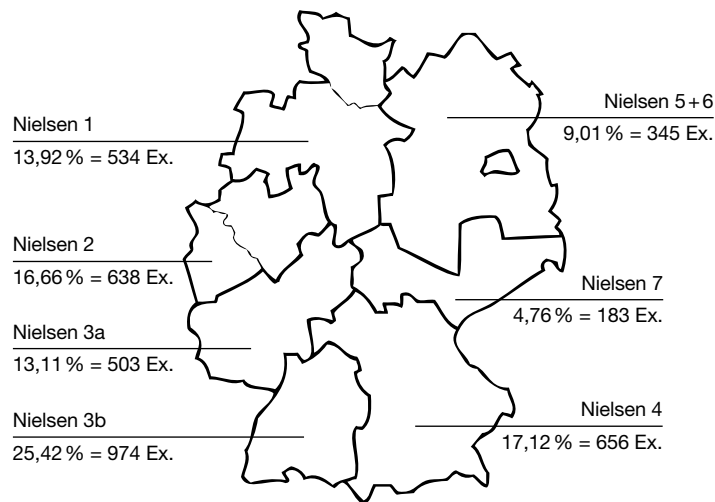 Nielsen 1
13,92 % = 534 Ex.
Nielsen 2
16,66 % = 638 Ex.
Nielsen 3a
13,11 % = 503 Ex.
Nielsen 3b
25,42 % = 974 Ex.
Nielsen 5+6
9,01 % = 345 Ex.
Nielsen 7
4,76 % = 183 Ex.
Nielsen 4
17,12 % = 656 Ex.